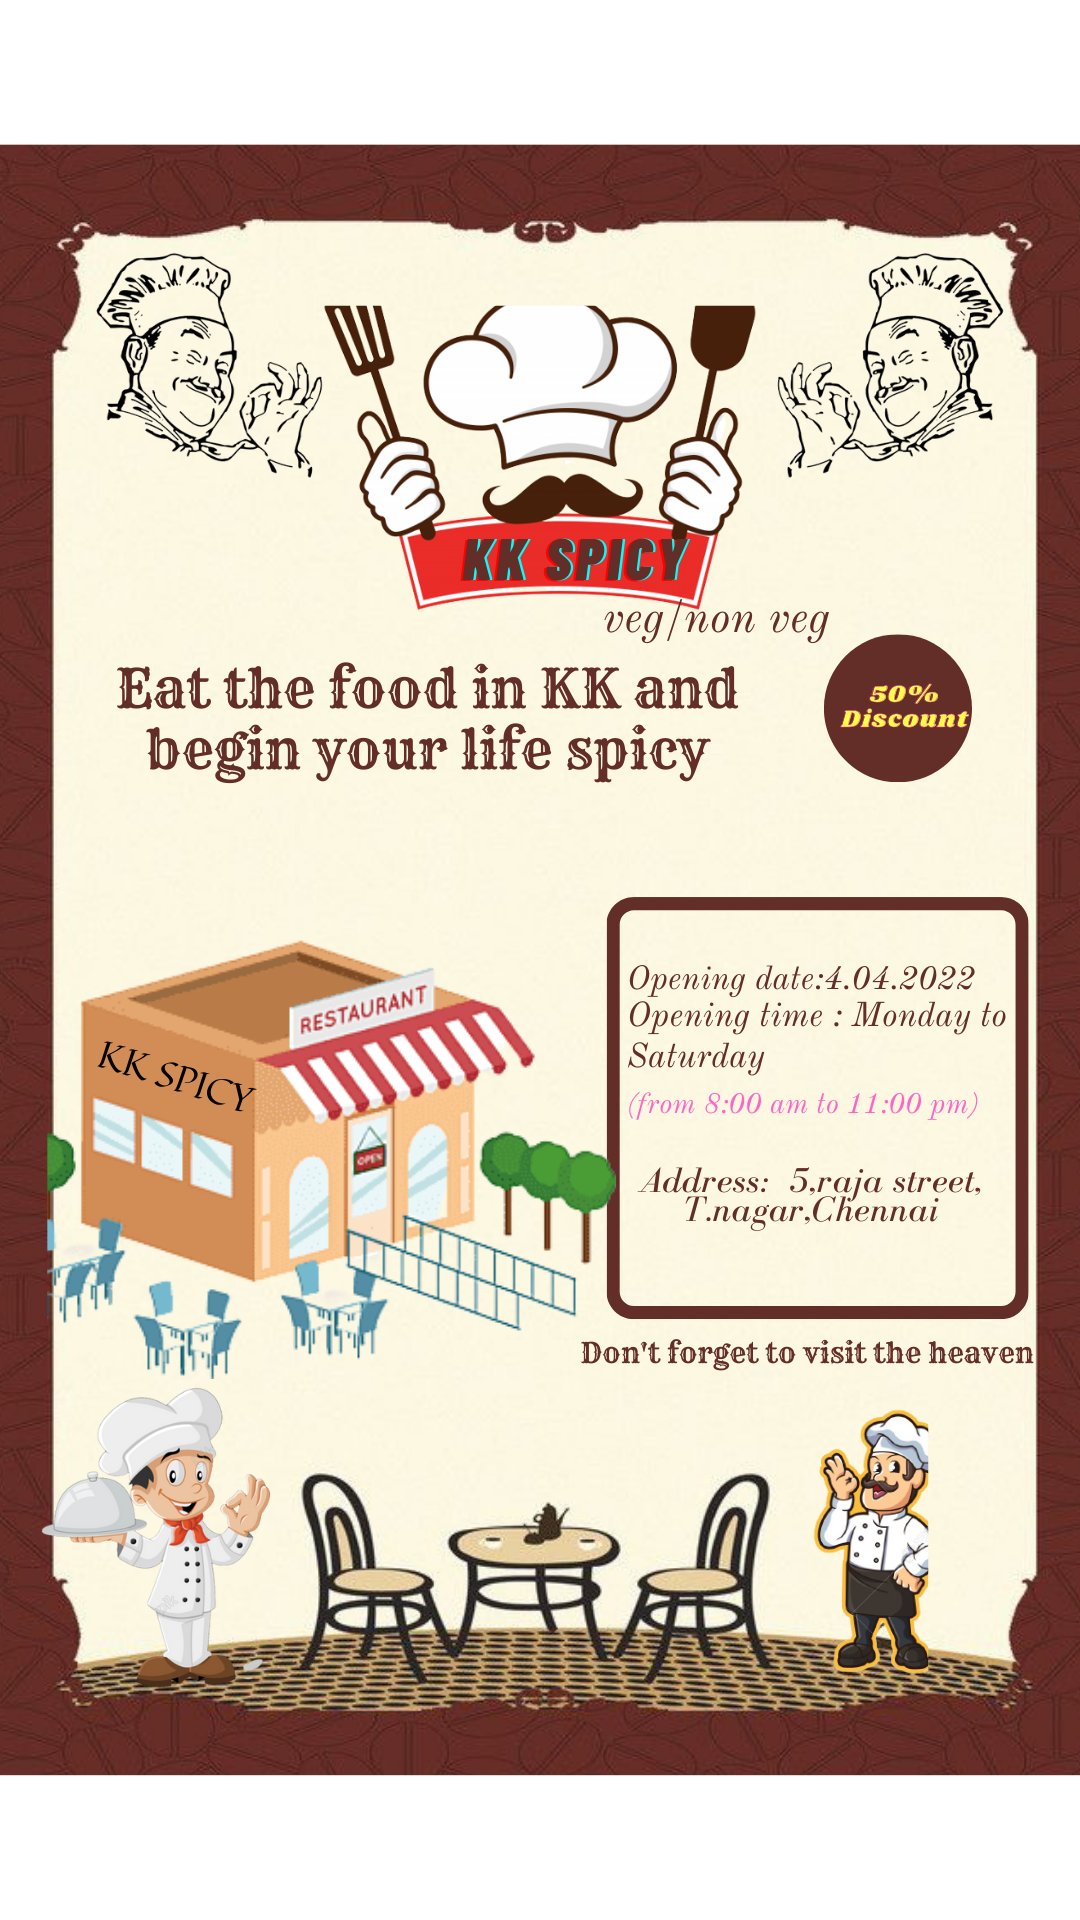 KK SPICY
veg/non veg
Eat the food in KK and
begin your life spicy
50%
Discount
RESTAURANT
KK SPICY
OPEN
Opening date:4.04.2022
Opening time : Monday to
Saturday
(from 8:00 am to 11:00 pm)
Address: 5,raja street,
T.nagar,Chennai
Don't forget to visit the heaven